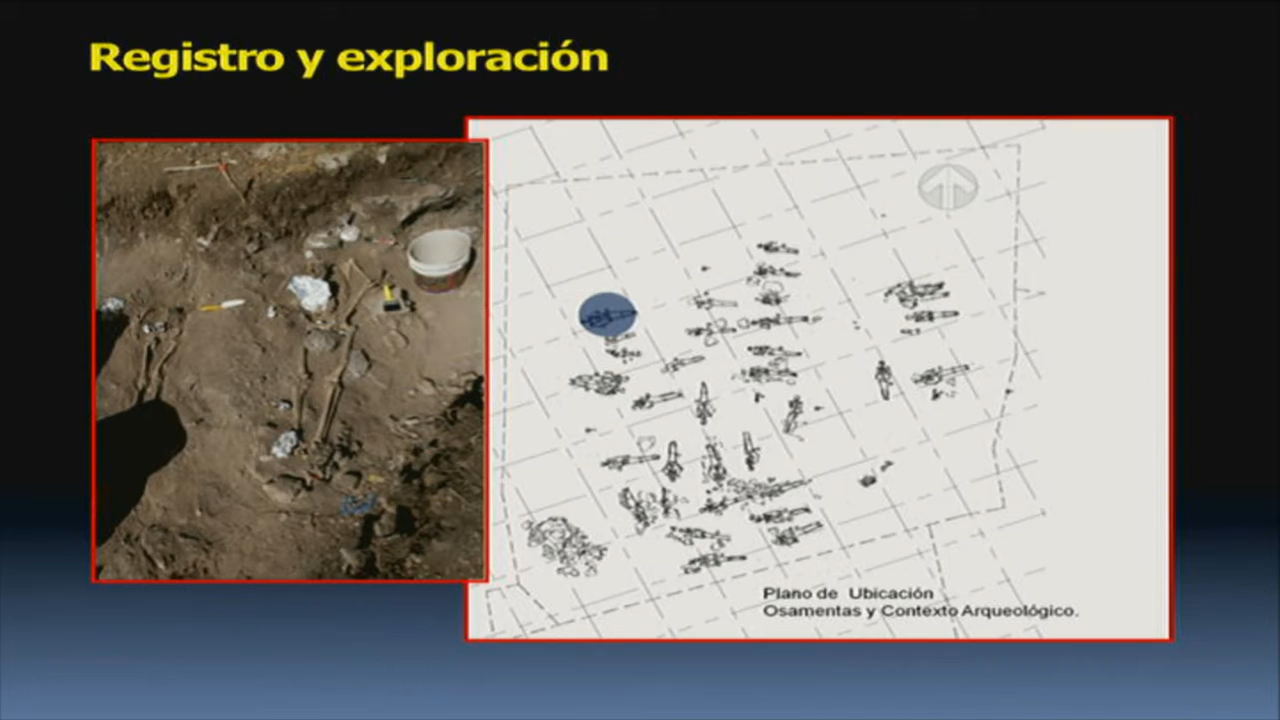 Registro y exploración
Plano de Ubicación
Osamentas y Contexto Arqueológico.